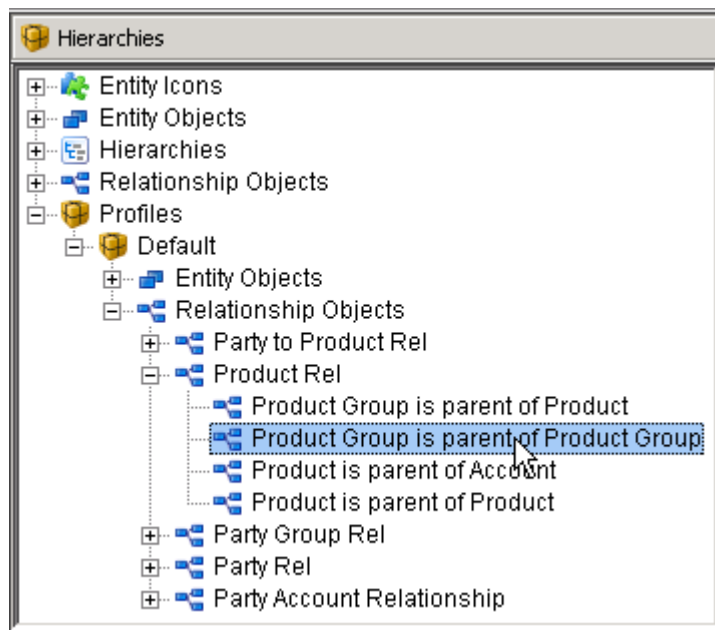 Hierarchies
Entity Icons
Entity Objects
Hierarchies
Relationship Objects
Profiles
Default
Entity Objects
Relationship Objects
Party to Product Rel
Product Rel
Product Group is parent of Product
Product Group is parent of Product Group
Product is parent of Account
Product is parent of Product
Party Group Rel
Party Rel
Party Account Relationship